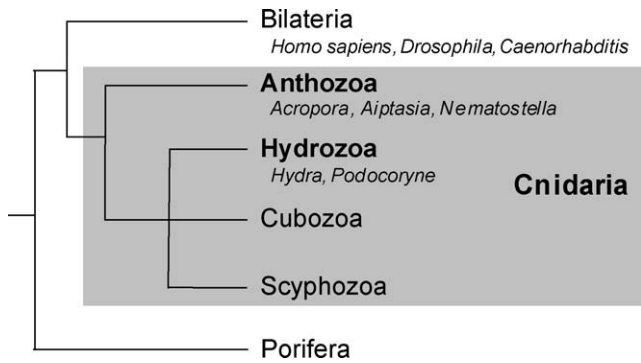 Bilateria
Homo sapiens, Drosophila, Caenorhabditis
Anthozoa
Acropora, Aiptasia, Nematostella
Hydrozoa
Hydra, Podocoryne
Cnidaria
Cubozoa
Scyphozoa
Porifera